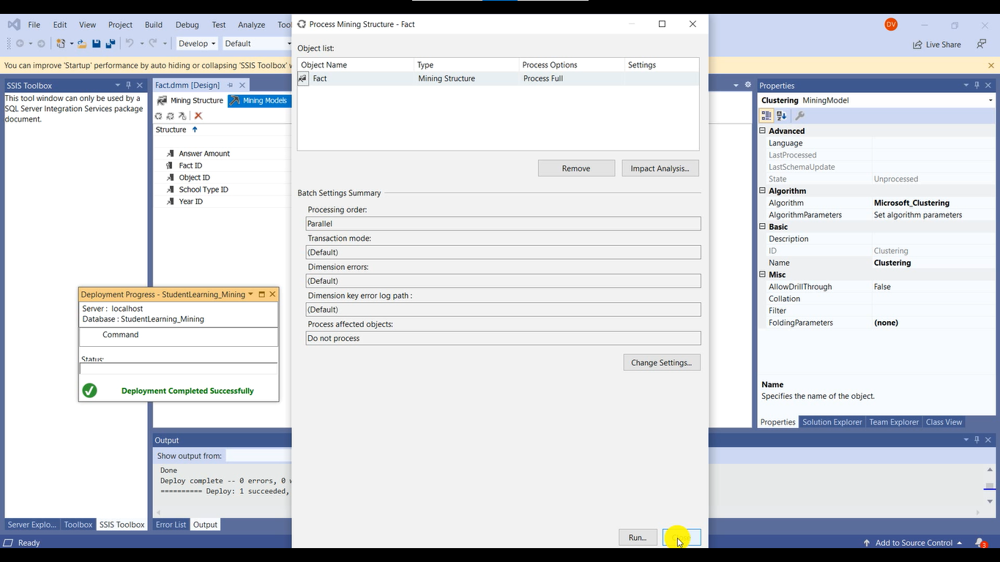 File Edit View Project Build Debug Test Analyze
DV
Develop Default
Live Share
You can improve 'Startup' performance by auto hiding or collapsing 'SSIS Toolbox'
SSIS Toolbox
This tool window can only be used by a
SQL Server Integration Services package
document.
Server Explo... Toolbox SSIS Toolbox
Fact.dmm [Design]
Mining Structure Mining Models
Structure
Answer Amount
Fact ID
Object ID
School Type ID
Year ID
Deployment Progress - StudentLearning_Mining
Server : localhost
Database : StudentLearning_Mining
Command
Status:
Deployment Completed Successfully
Output
Show output from:
Done
Deploy complete -- 0 errors, 0
========== Deploy: 1 succeeded,
Error List Output
Process Mining Structure - Fact
Object list:
Object Name Type Process Options Settings
Fact Mining Structure Process Full
Remove Impact Analysis...
Batch Settings Summary
Processing order:
Parallel
Transaction mode:
(Default)
Dimension errors:
(Default)
Dimension key error log path :
(Default)
Process affected objects:
Do not process
Change Settings...
Run...
Properties
Clustering MiningModel
Advanced
Language
LastProcessed
LastSchemaUpdate
State Unprocessed
Algorithm
Algorithm Microsoft_Clustering
AlgorithmParameters Set algorithm parameters
Basic
Description
ID Clustering
Name Clustering
Misc
AllowDrillThrough False
Collation
Filter
FoldingParameters (none)
Name
Specifies the name of the object.
Properties Solution Explorer Team Explorer Class View
Ready
Add to Source Control
3